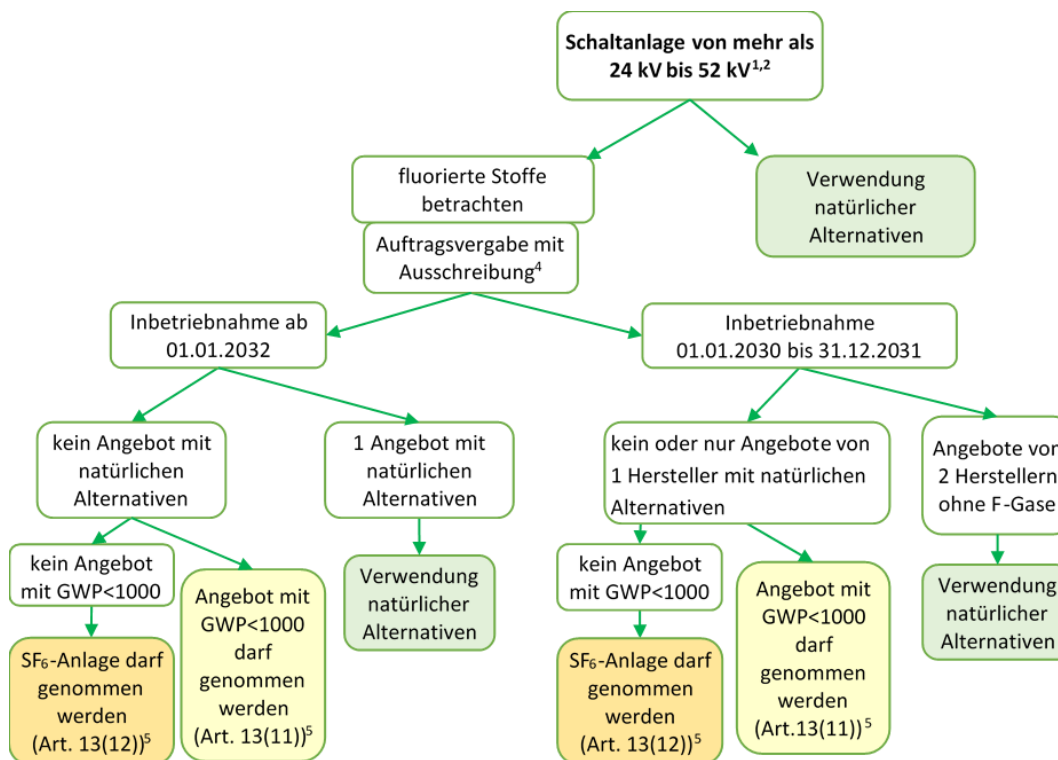 Schaltanlage von mehr als
24 kV bis 52 kV¹,²
fluorierte Stoffe
betrachten
Verwendung
natürlicher
Alternativen
Auftragsvergabe mit
Ausschreibung⁴
Inbetriebnahme ab
01.01.2032
Inbetriebnahme
01.01.2030 bis 31.12.2031
kein Angebot mit
natürlichen
Alternativen
1 Angebot mit
natürlichen
Alternativen
kein oder nur Angebote von
1 Hersteller mit natürlichen
Alternativen
Angebote von
2 Herstellern
ohne F-Gase
kein Angebot
mit GWP<1000
Angebot mit
GWP<1000
darf
genommen
werden
(Art. 13(11))⁵
Verwendung
natürlicher
Alternativen
kein Angebot
mit GWP<1000
Angebot mit
GWP<1000
darf
genommen
werden
(Art.13(11))⁵
Verwendung
natürlicher
Alternativen
SF₆-Anlage darf
genommen
werden
(Art. 13(12))⁵
SF₆-Anlage darf
genommen
werden
(Art. 13(12))⁵